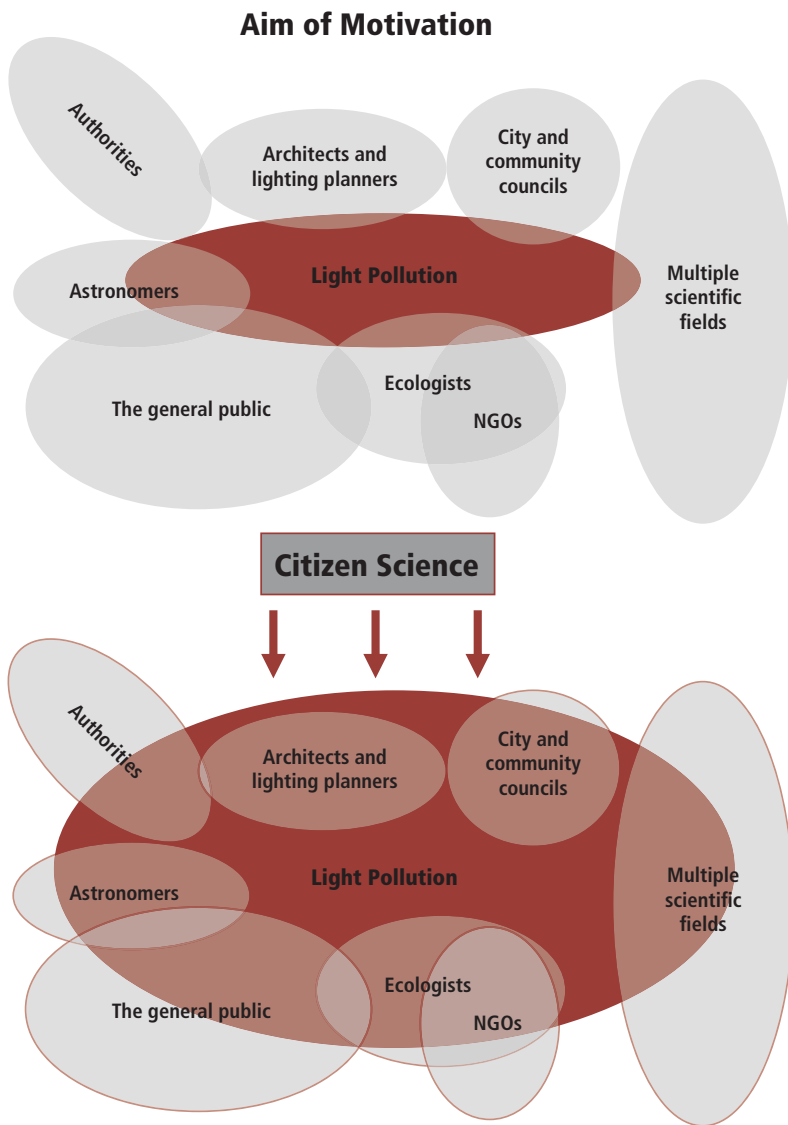 Aim of Motivation
Authorities
Architects and
lighting planners
City and
community
councils
Light Pollution
Astronomers
Multiple
scientific
fields
The general public
Ecologists
NGOs
Citizen Science
Authorities
Architects and
lighting planners
City and
community
councils
Light Pollution
Astronomers
Multiple
scientific
fields
The general public
Ecologists
NGOs